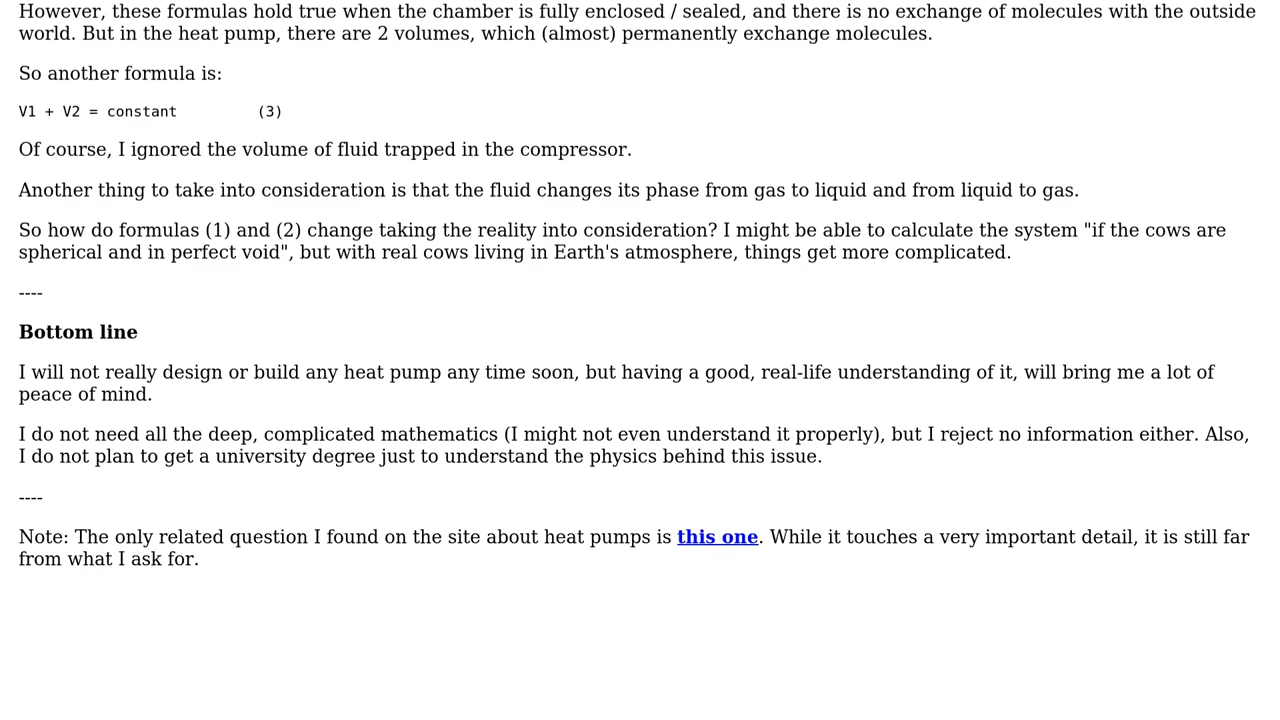 However, these formulas hold true when the chamber is fully enclosed / sealed, and there is no exchange of molecules with the outside
world. But in the heat pump, there are 2 volumes, which (almost) permanently exchange molecules.
So another formula is:
V1 + V2 = constant         (3)
Of course, I ignored the volume of fluid trapped in the compressor.
Another thing to take into consideration is that the fluid changes its phase from gas to liquid and from liquid to gas.
So how do formulas (1) and (2) change taking the reality into consideration? I might be able to calculate the system "if the cows are
spherical and in perfect void", but with real cows living in Earth's atmosphere, things get more complicated.
----
Bottom line
I will not really design or build any heat pump any time soon, but having a good, real-life understanding of it, will bring me a lot of
peace of mind.
I do not need all the deep, complicated mathematics (I might not even understand it properly), but I reject no information either. Also,
I do not plan to get a university degree just to understand the physics behind this issue.
----
Note: The only related question I found on the site about heat pumps is this one. While it touches a very important detail, it is still far
from what I ask for.